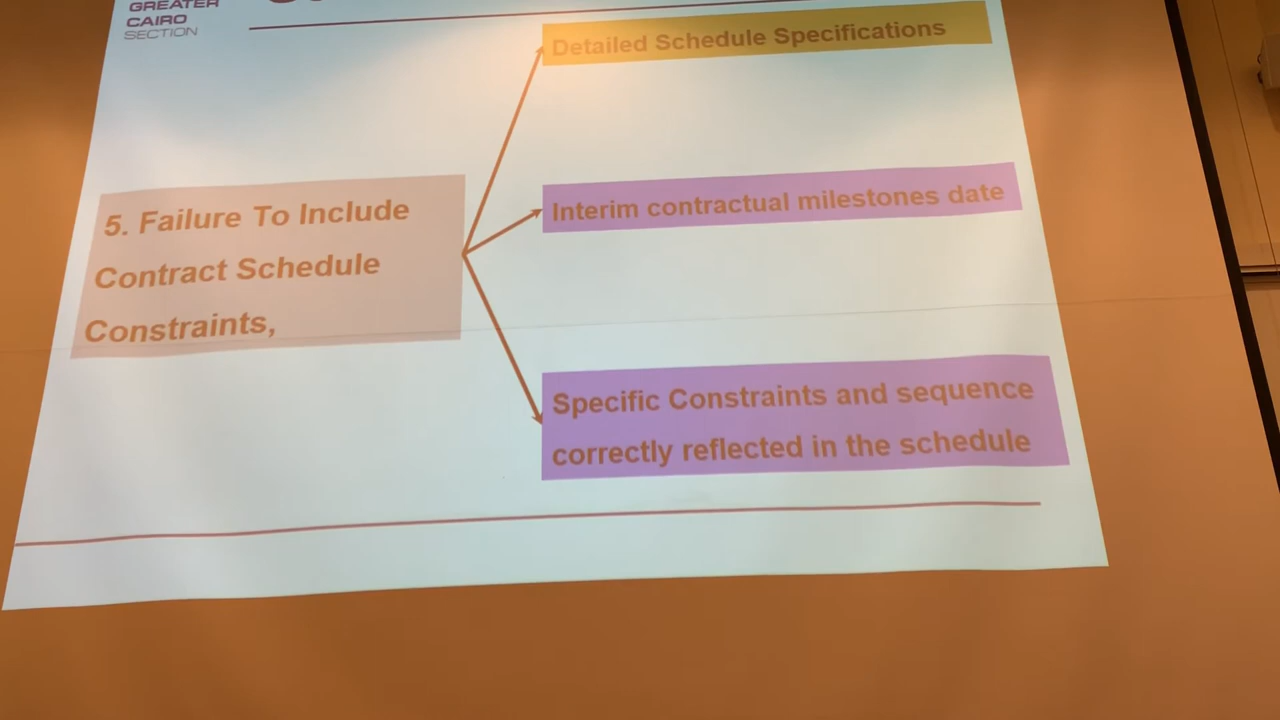 GREATER
CAIRO
SECTION
Detailed Schedule Specifications
5. Failure To Include
Contract Schedule
Constraints,
Interim contractual milestones date
Specific Constraints and sequence
correctly reflected in the schedule